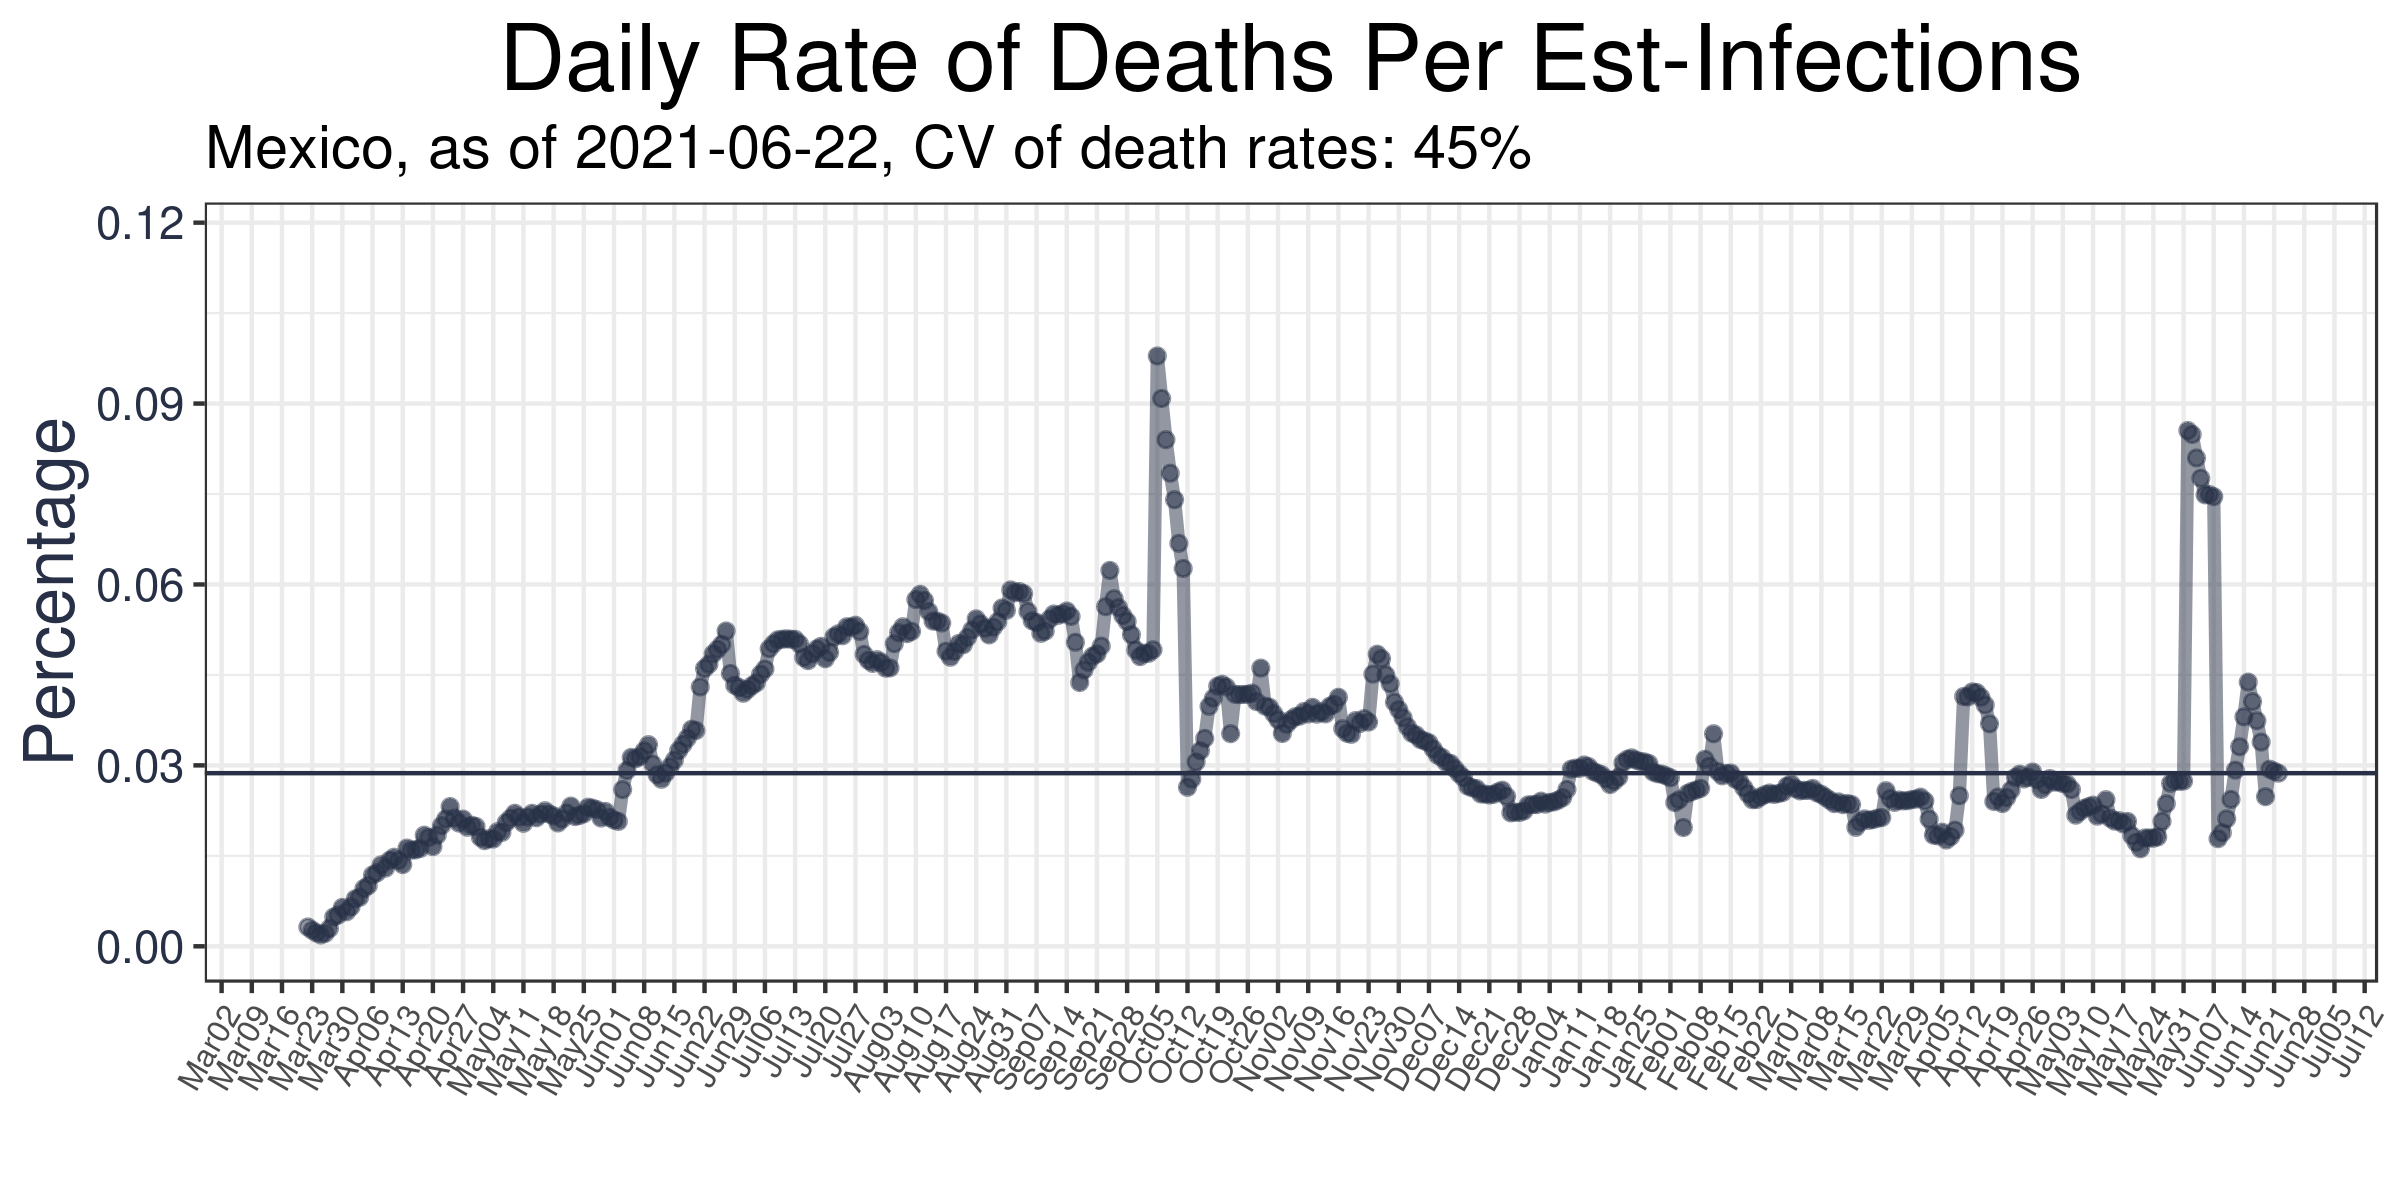 Daily Rate of Deaths Per Est-Infections
Mexico, as of 2021-06-22, CV of death rates: 45%
Percentage
0.12
0.09
0.06
0.03
0.00
Mar02
Mar09
Mar16
Mar23
Mar30
Apr06
Apr13
Apr20
Apr27
May04
May11
May18
May25
Jun01
Jun08
Jun15
Jun22
Jun29
Jul06
Jul13
Jul20
Jul27
Aug03
Aug10
Aug17
Aug24
Aug31
Sep07
Sep14
Sep21
Sep28
Oct05
Oct12
Oct19
Oct26
Nov02
Nov09
Nov16
Nov23
Nov30
Dec07
Dec14
Dec21
Dec28
Jan04
Jan11
Jan18
Jan25
Feb01
Feb08
Feb15
Feb22
Mar01
Mar08
Mar15
Mar22
Mar29
Apr05
Apr12
Apr19
Apr26
May03
May10
May17
May24
May31
Jun07
Jun14
Jun21
Jun28
Jul05
Jul12